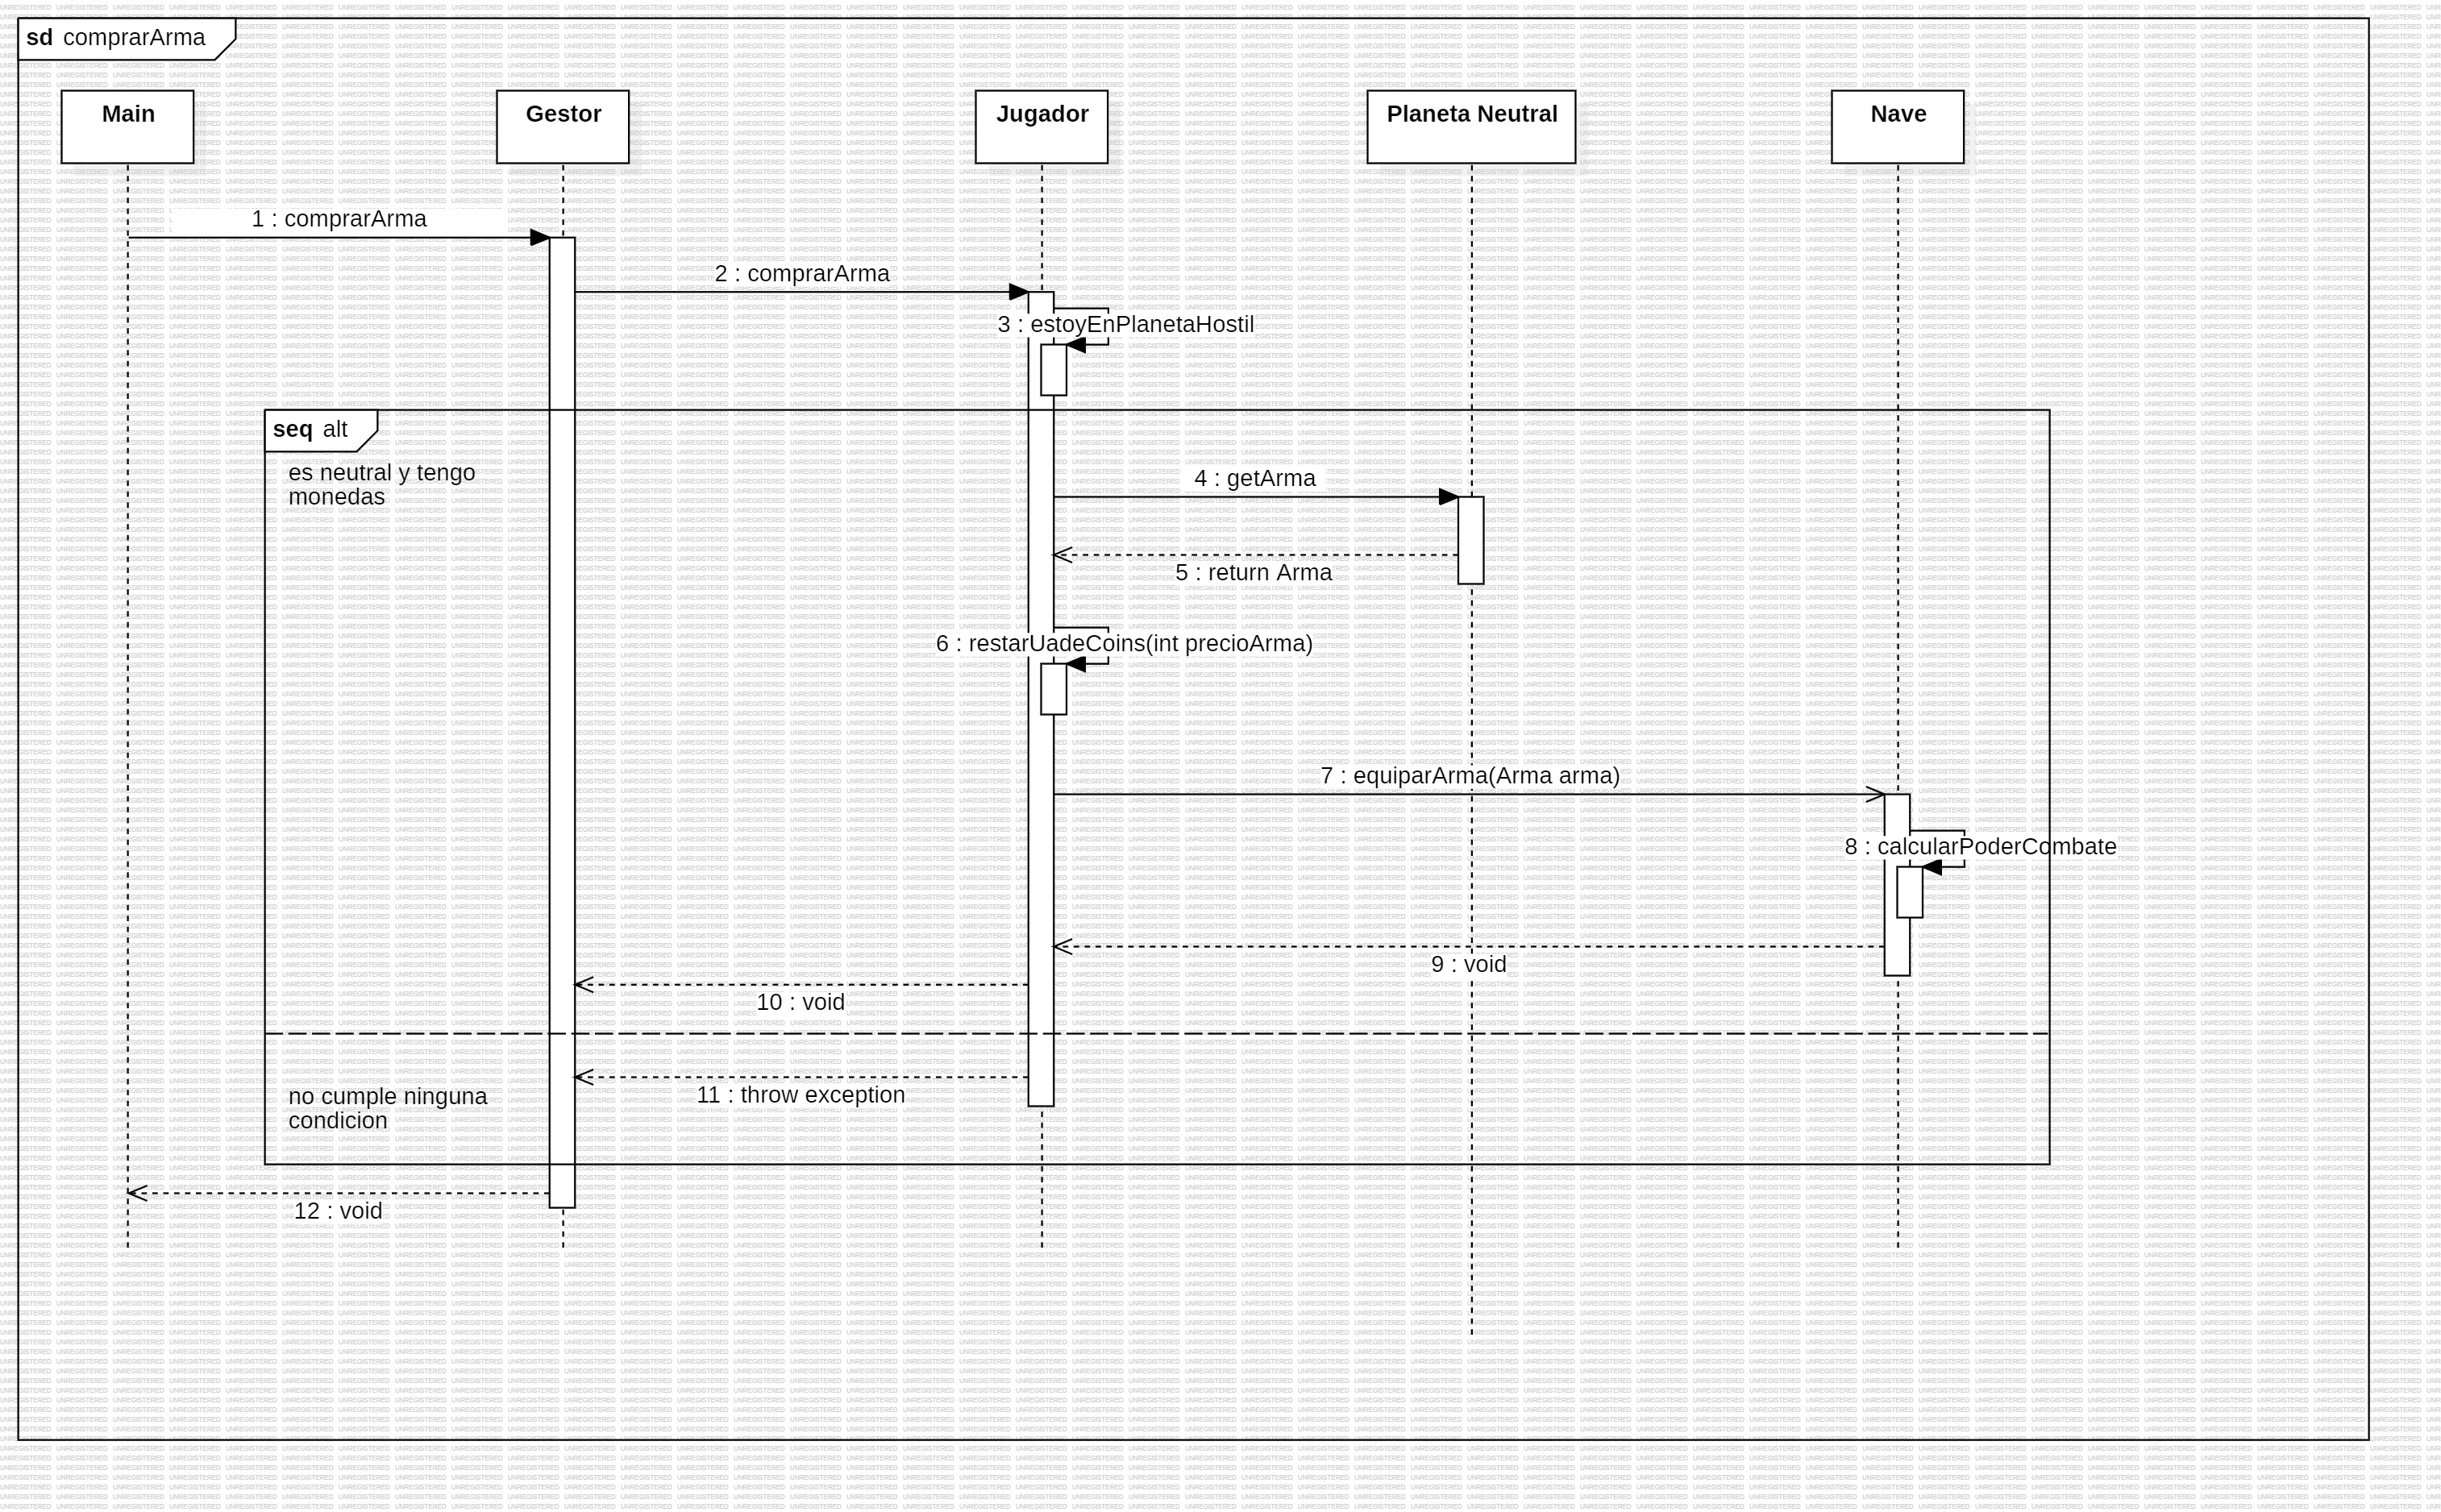 sd comprarArma
Main
Gestor
Jugador
Planeta Neutral
Nave
1 : comprarArma
2 : comprarArma
3 : estoyEnPlanetaHostil
seq alt
es neutral y tengo
monedas
4 : getArma
5 : return Arma
6 : restarUadeCoins(int precioArma)
7 : equiparArma(Arma arma)
8 : calcularPoderCombate
9 : void
10 : void
11 : throw exception
no cumple ninguna
condicion
12 : void
UNREGISTERED